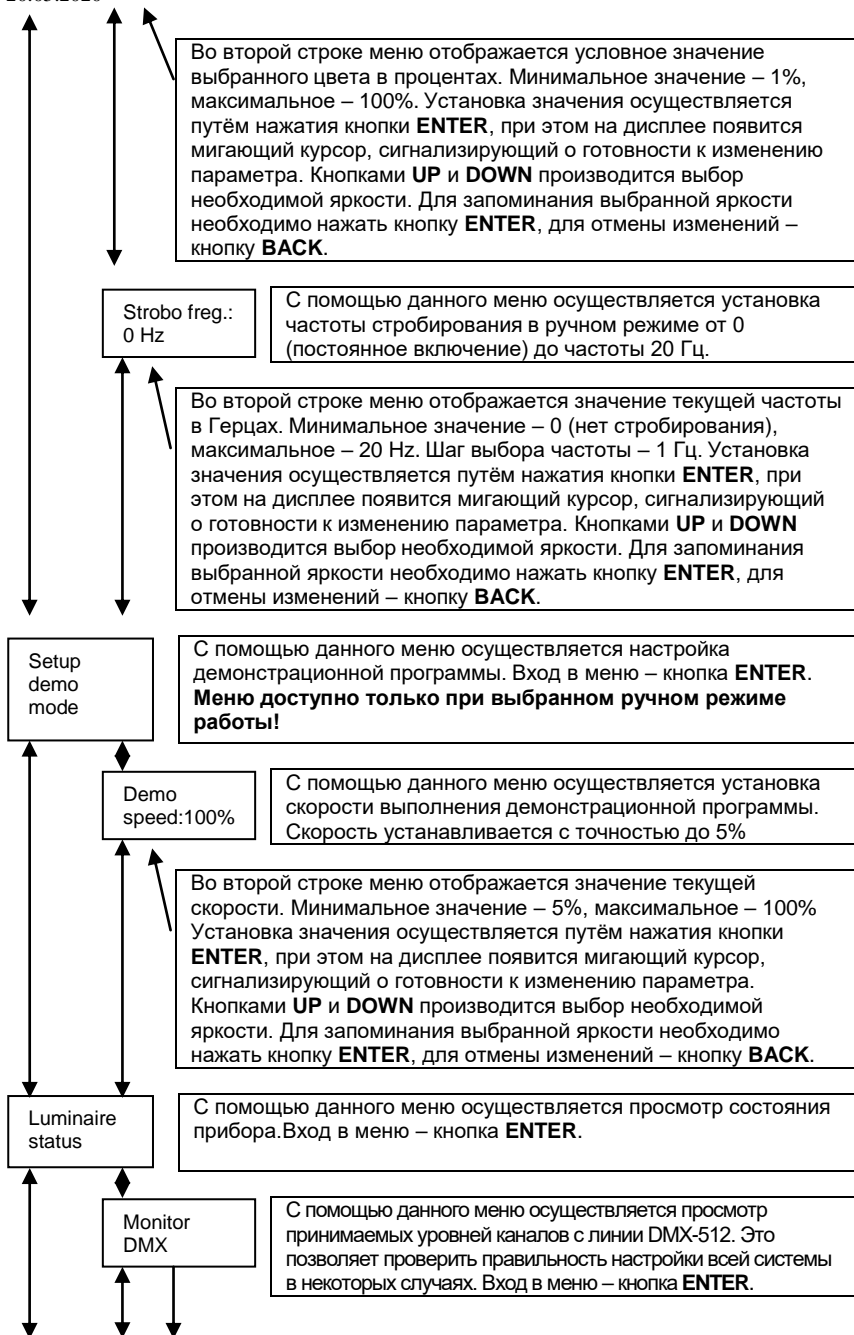 Во второй строке меню отображается условное значение
выбранного цвета в процентах. Минимальное значение – 1%,
максимальное – 100%. Установка значения осуществляется
путём нажатия кнопки ENTER, при этом на дисплее появится
мигающий курсор, сигнализирующий о готовности к изменению
параметра. Кнопками UP и DOWN производится выбор
необходимой яркости. Для запоминания выбранной яркости
необходимо нажать кнопку ENTER, для отмены изменений –
кнопку BACK.
Strobo freg.:
0 Hz
С помощью данного меню осуществляется установка
частоты стробирования в ручном режиме от 0
(постоянное включение) до частоты 20 Гц.
Во второй строке меню отображается значение текущей частоты
в Герцах. Минимальное значение – 0 (нет стробирования),
максимальное – 20 Hz. Шаг выбора частоты – 1 Гц. Установка
значения осуществляется путём нажатия кнопки ENTER, при
этом на дисплее появится мигающий курсор, сигнализирующий
о готовности к изменению параметра. Кнопками UP и DOWN
производится выбор необходимой яркости. Для запоминания
выбранной яркости необходимо нажать кнопку ENTER, для
отмены изменений – кнопку BACK.
Setup
demo
mode
С помощью данного меню осуществляется настройка
демонстрационной программы. Вход в меню – кнопка ENTER.
Меню доступно только при выбранном ручном режиме
работы!
Demo
speed:100%
С помощью данного меню осуществляется установка
скорости выполнения демонстрационной программы.
Скорость устанавливается с точностью до 5%
Во второй строке меню отображается значение текущей
скорости. Минимальное значение – 5%, максимальное – 100%
Установка значения осуществляется путём нажатия кнопки
ENTER, при этом на дисплее появится мигающий курсор,
сигнализирующий о готовности к изменению параметра.
Кнопками UP и DOWN производится выбор необходимой
яркости. Для запоминания выбранной яркости необходимо
нажать кнопку ENTER, для отмены изменений – кнопку BACK.
Luminaire
status
С помощью данного меню осуществляется просмотр состояния
прибора.Вход в меню – кнопка ENTER.
Monitor
DMX
С помощью данного меню осуществляется просмотр
принимаемых уровней каналов с линии DMX-512. Это
позволяет проверить правильность настройки всей системы
в некоторых случаях. Вход в меню – кнопка ENTER.